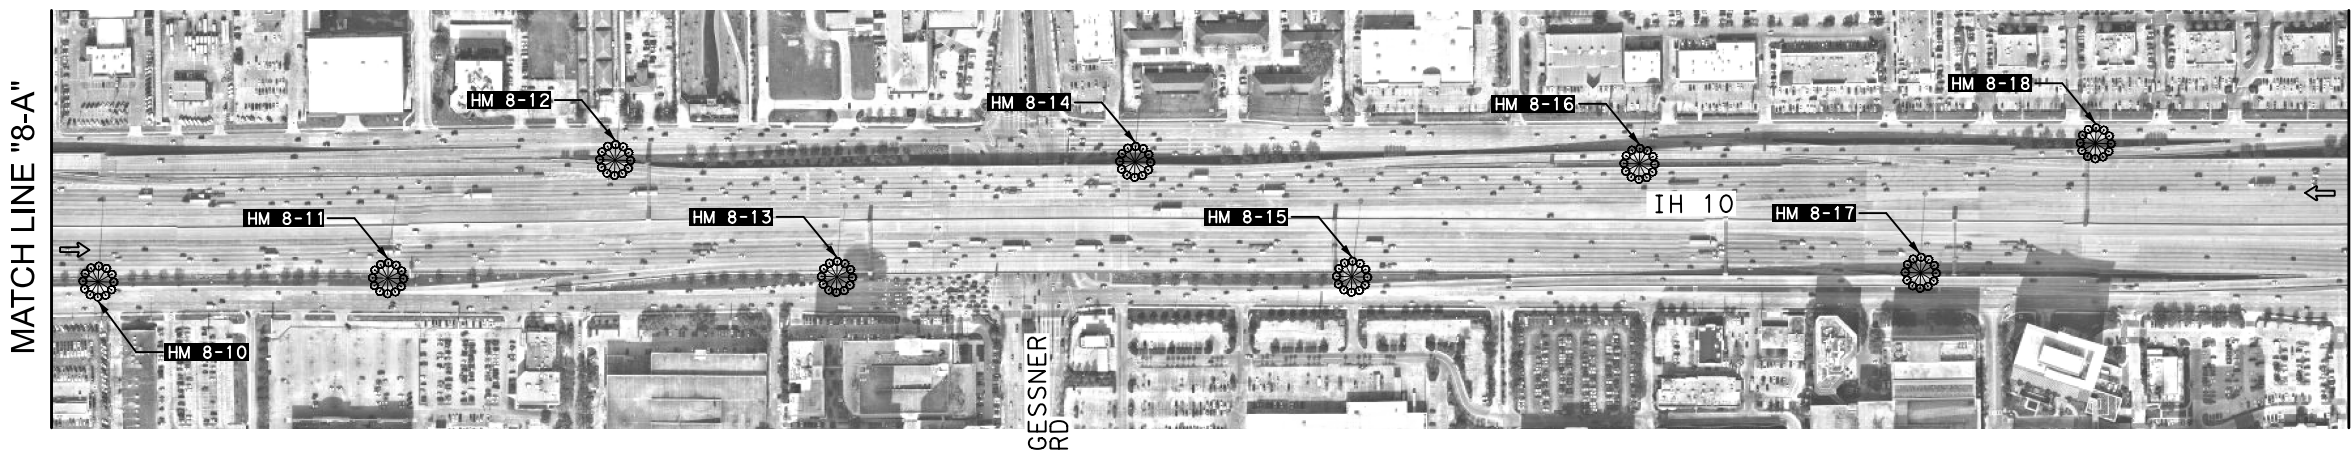 MATCH LINE "8-A"
HM 8-12
HM 8-14
HM 8-16
HM 8-18
HM 8-11
HM 8-13
HM 8-15
IH 10
HM 8-17
HM 8-10
GESSNER
RD